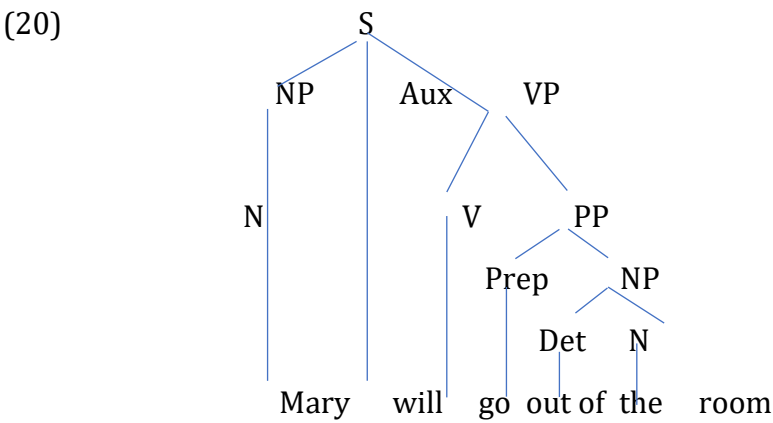 (20) S
NP Aux VP
N V PP
Prep NP
Det N
Mary will go out of the room